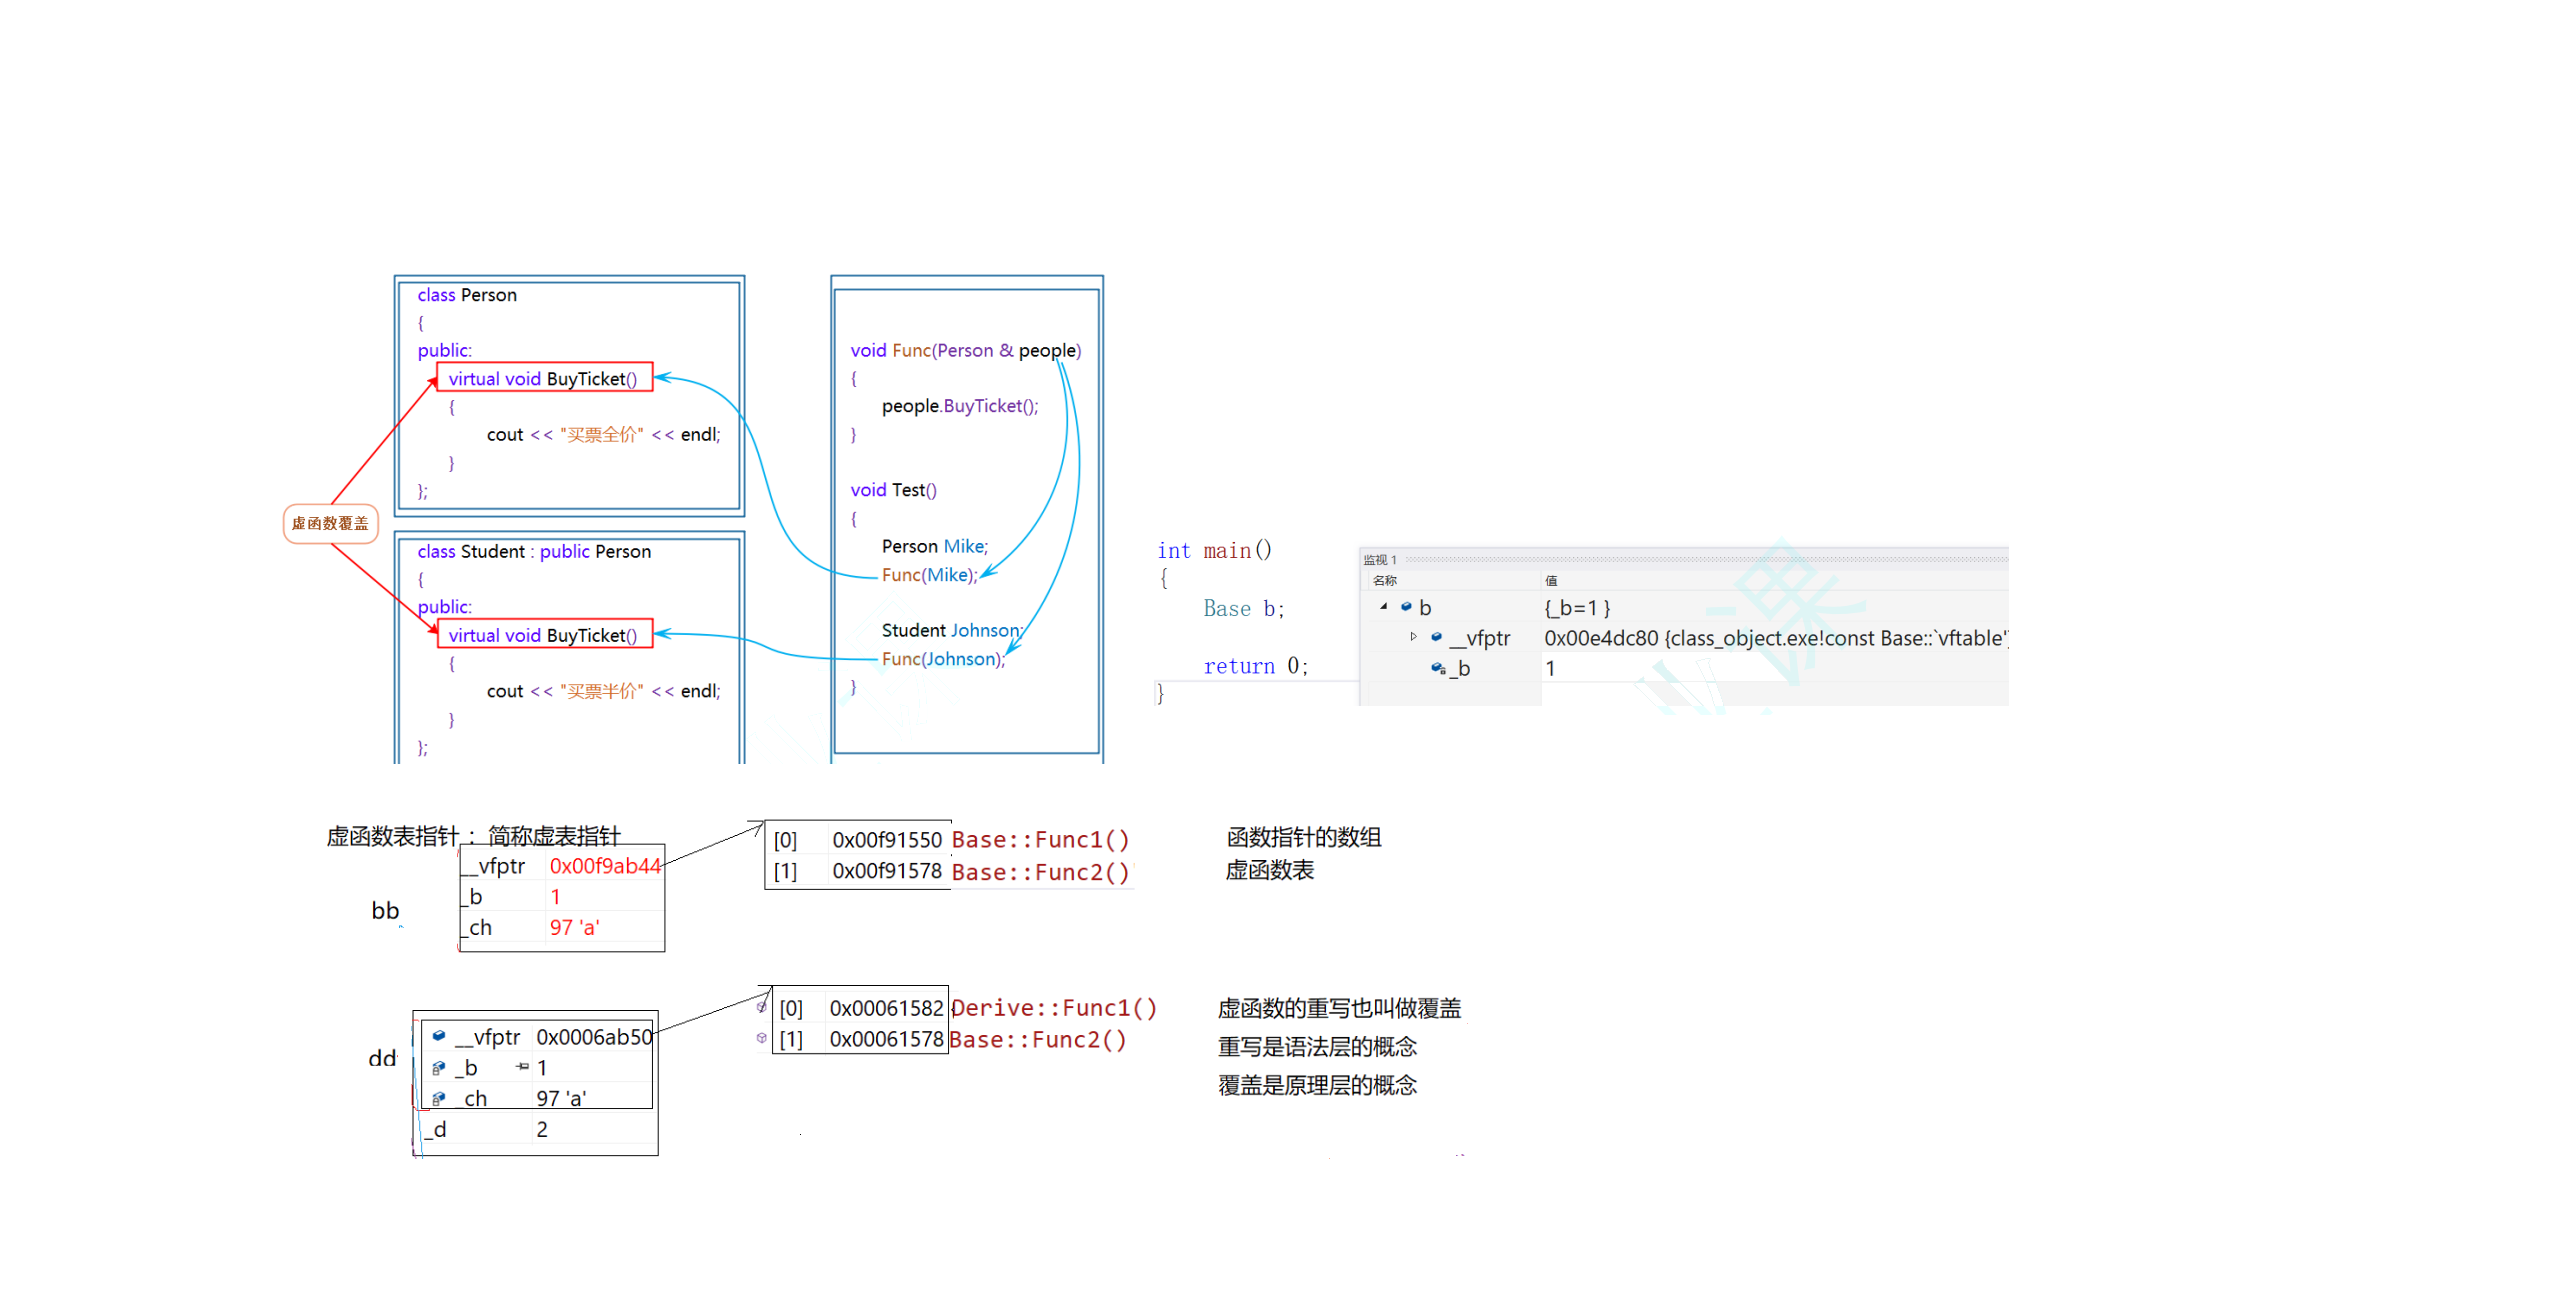 class Person
{
public:
virtual void BuyTicket()
{
cout << "买票全价" << endl;
}
};
虚函数覆盖
class Student : public Person
{
public:
virtual void BuyTicket()
{
cout << "买票半价" << endl;
}
};
void Func(Person & people)
{
people.BuyTicket();
}
void Test()
{
Person Mike;
Func(Mike);
Student Johnson;
Func(Johnson);
}
int main()
{
Base b;
return 0;
}
监视 1
名称 值
b {_b=1 }
__vfptr 0x00e4dc80 {class_object.exe!const Base::`vftable'}
_b 1
虚函数表指针 ：简称虚表指针
bb
__vfptr 0x00f9ab44
_b 1
_ch 97 'a'
[0] 0x00f91550 Base::Func1()
[1] 0x00f91578 Base::Func2()
函数指针的数组
虚函数表
dd
__vfptr 0x0006ab50
_b 1
_ch 97 'a'
_d 2
[0] 0x00061582 Derive::Func1()
[1] 0x00061578 Base::Func2()
虚函数的重写也叫做覆盖
重写是语法层的概念
覆盖是原理层的概念